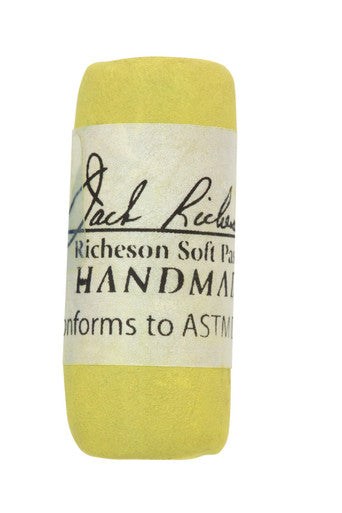 Jack Riches
Richeson Soft Pa
HANDMAD
onforms to ASTM